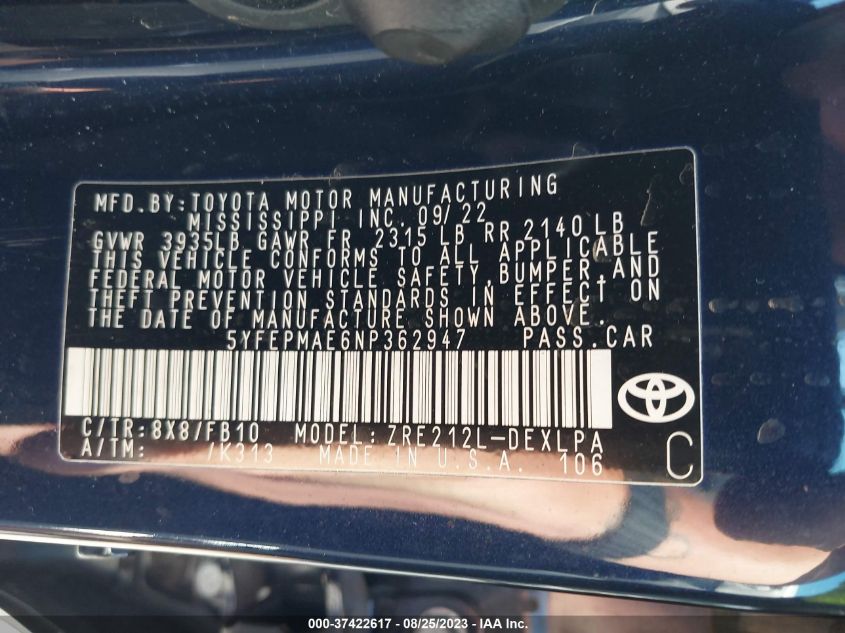 MFD.BY:TOYOTA MOTOR MANUFACTURING
MISSISSIPPI INC. 09/22
GVWR 3935LB GAWR FR 2315 LB RR 2140 LB
THIS VEHICLE CONFORMS TO ALL APPLICABLE
FEDERAL MOTOR VEHICLE SAFETY,BUMPER,AND
THEFT PREVENTION STANDARDS IN EFFECT ON
THE DATE OF MANUFACTURE SHOWN ABOVE.
5YFEPMAE6NP362947 PASS.CAR
C/TR:8X8/FB10 MODEL:ZRE212L-DEXLPA
A/TM: /K313 MADE IN U.S.A. 106
C
000-37422617 - 08/25/2023 - IAA Inc.